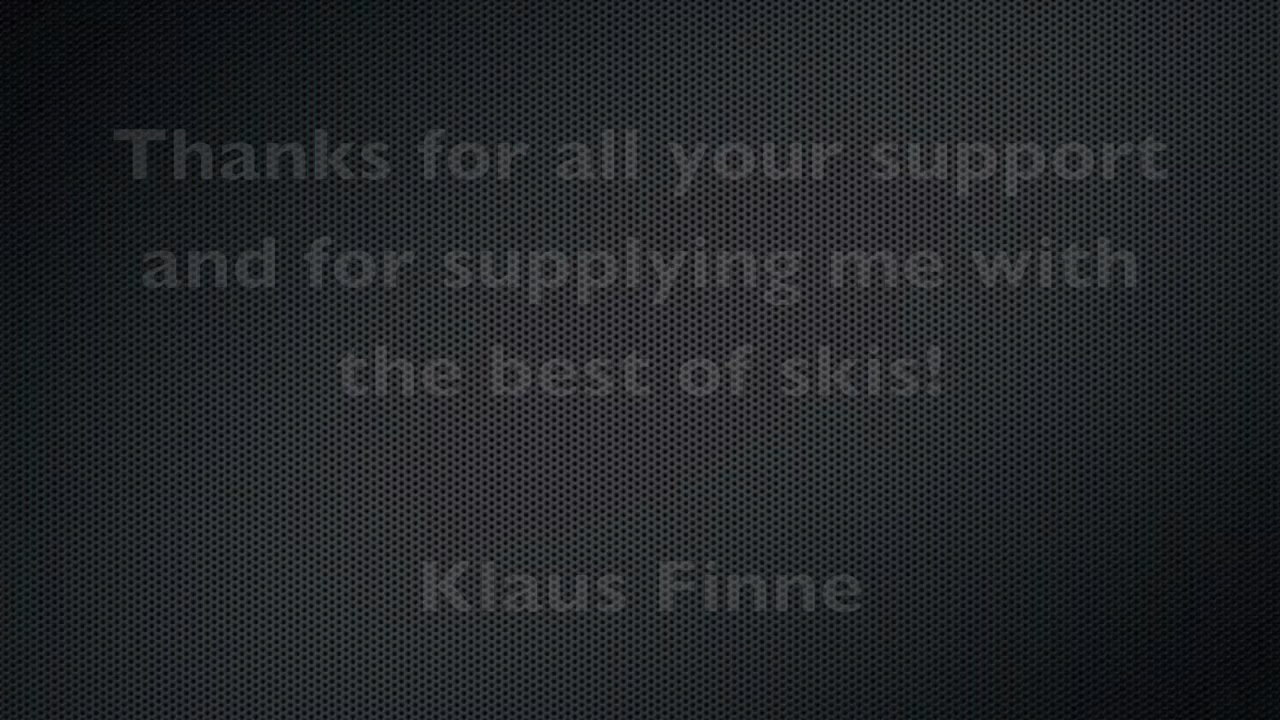 Thanks for all your support
and for supplying me with
the best of skis!
Klaus Finne